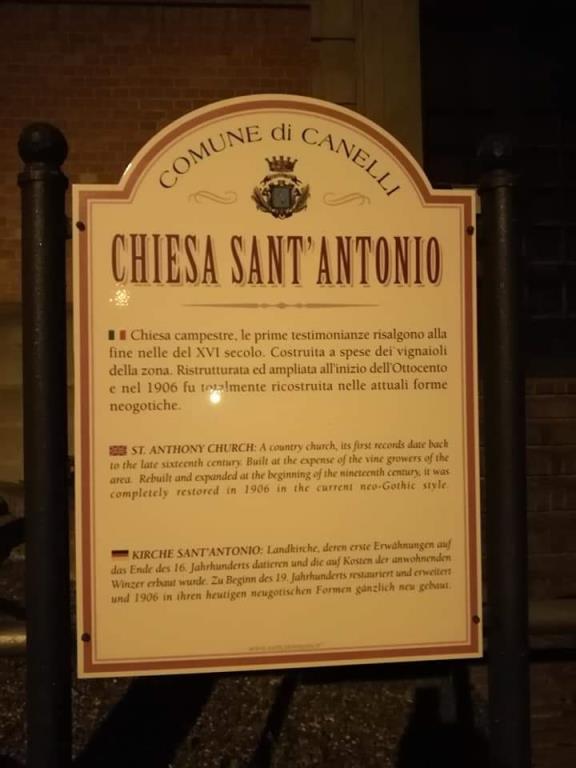 COMUNE di CANELLI
CHIESA SANT'ANTONIO
Chiesa campestre, le prime testimonianze risalgono alla
fine nelle del XVI secolo. Costruita a spese dei vignaioli
della zona. Ristrutturata ed ampliata all'inizio dell'Ottocento
e nel 1906 fu totalmente ricostruita nelle attuali forme
neogotiche.
ST. ANTHONY CHURCH: A country church, its first records date back
to the late sixteenth century. Built at the expense of the vine growers of the
area. Rebuilt and expanded at the beginning of the nineteenth century, it was
completely restored in 1906 in the current neo-Gothic style.
KIRCHE SANT'ANTONIO: Landkirche, deren erste Erwähnungen auf
das Ende des 16. Jahrhunderts datieren und die auf Kosten der anwohnenden
Winzer erbaut wurde. Zu Beginn des 19. Jahrhunderts restauriert und erweitert
und 1906 in ihren heutigen neugotischen Formen gänzlich neu gebaut.